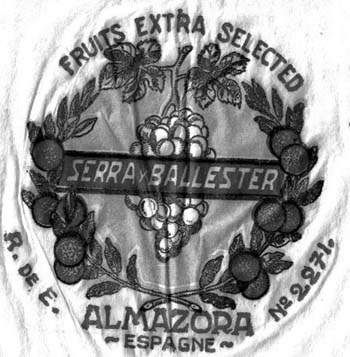 FRUITS EXTRA SELECTED
SERRA Y BALLESTER
R. DE E.
Nº 2271.
ALMAZORA
~ESPAGNE~